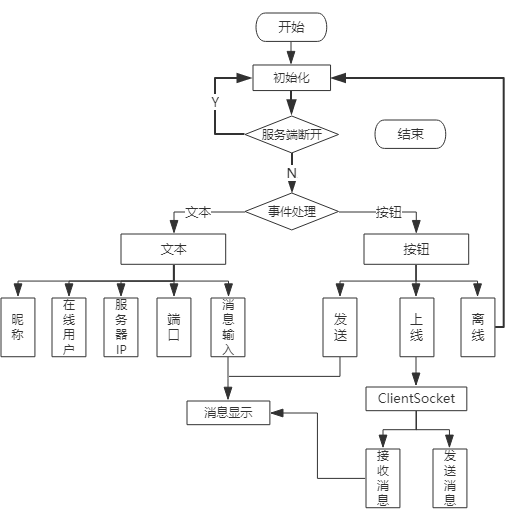 开始
初始化
Y
服务端断开
结束
N
文本
事件处理
按钮
文本
按钮
昵称
在线用户
服务器IP
端口
消息输入
发送
上线
离线
ClientSocket
消息显示
接收消息
发送消息